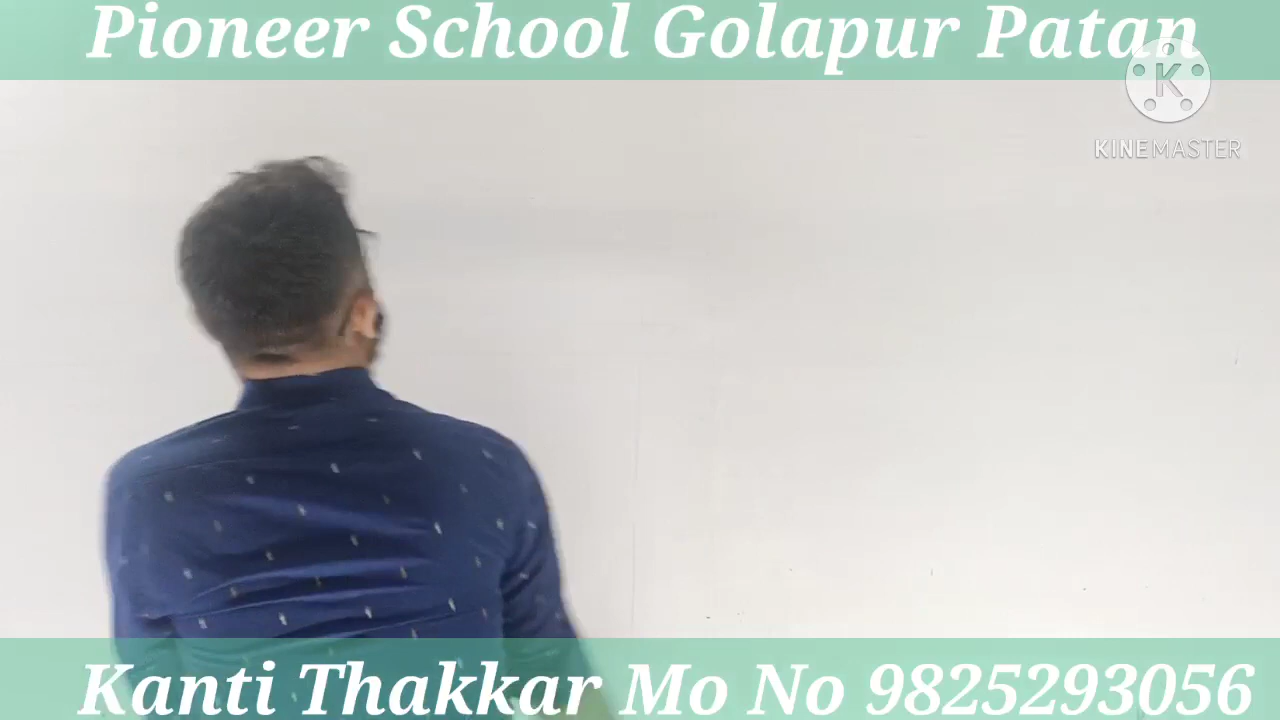 Pioneer School Golapur Patan
K
KINEMASTER
Kanti Thakkar Mo No 9825293056